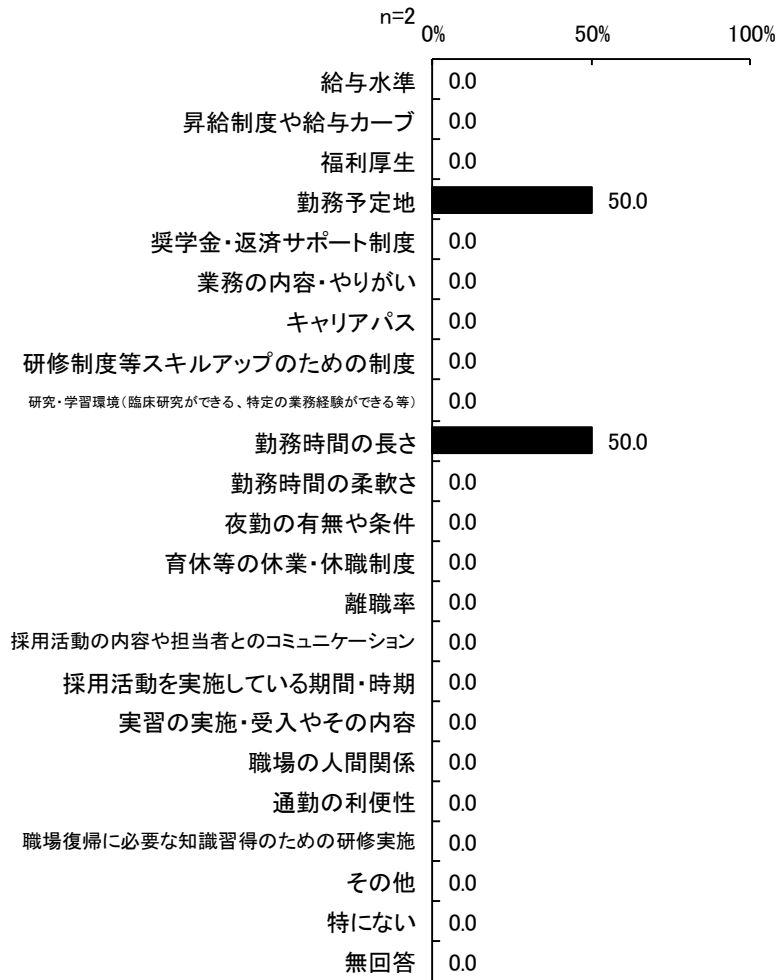 n=2
0% 50% 100%
給与水準 0.0
昇給制度や給与カーブ 0.0
福利厚生 0.0
勤務予定地 50.0
奨学金・返済サポート制度 0.0
業務の内容・やりがい 0.0
キャリアパス 0.0
研修制度等スキルアップのための制度 0.0
研究・学習環境(臨床研究ができる、特定の業務経験ができる等) 0.0
勤務時間の長さ 50.0
勤務時間の柔軟さ 0.0
夜勤の有無や条件 0.0
育休等の休業・休職制度 0.0
離職率 0.0
採用活動の内容や担当者とのコミュニケーション 0.0
採用活動を実施している期間・時期 0.0
実習の実施・受入やその内容 0.0
職場の人間関係 0.0
通勤の利便性 0.0
職場復帰に必要な知識習得のための研修実施 0.0
その他 0.0
特にない 0.0
無回答 0.0